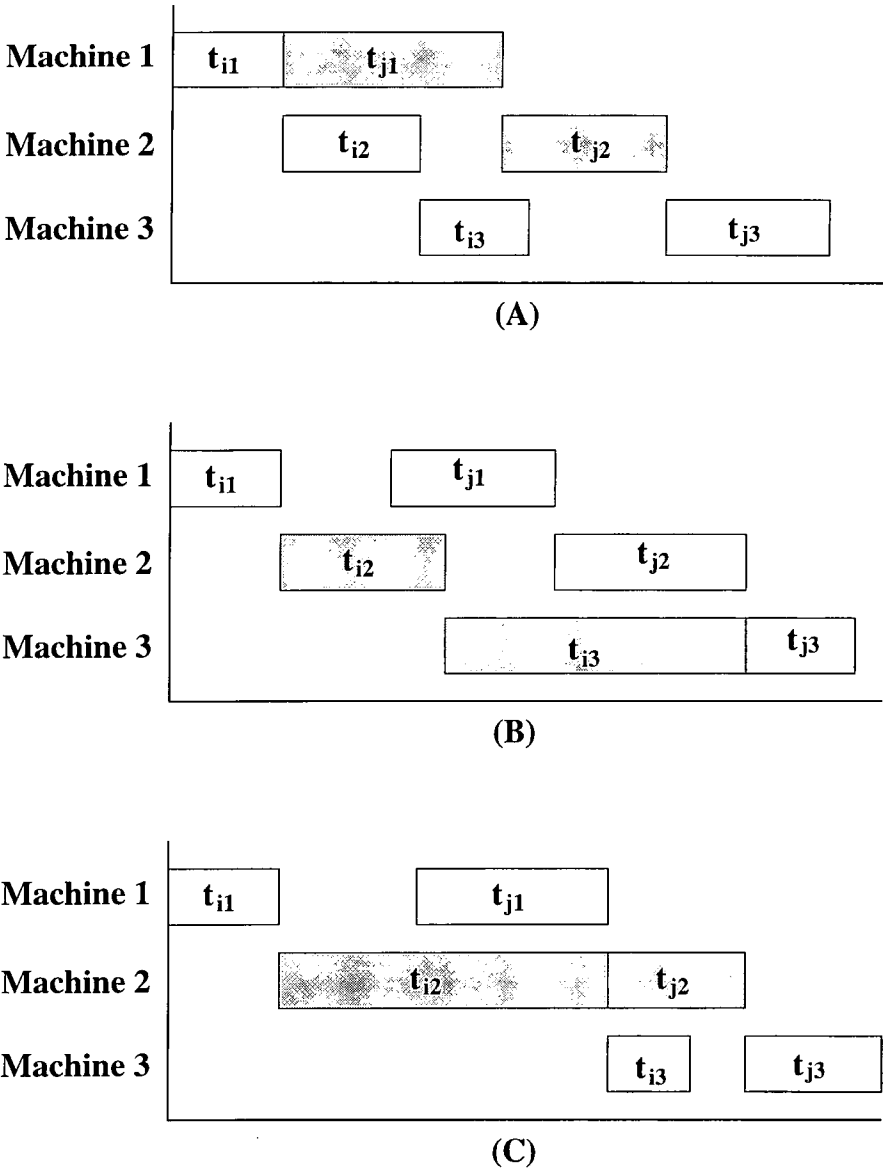 Machine 1 t_i1 t_j1
Machine 2 t_i2 t_j2
Machine 3 t_i3 t_j3
(A)
Machine 1 t_i1 t_j1
Machine 2 t_i2 t_j2
Machine 3 t_i3 t_j3
(B)
Machine 1 t_i1 t_j1
Machine 2 t_i2 t_j2
Machine 3 t_i3 t_j3
(C)